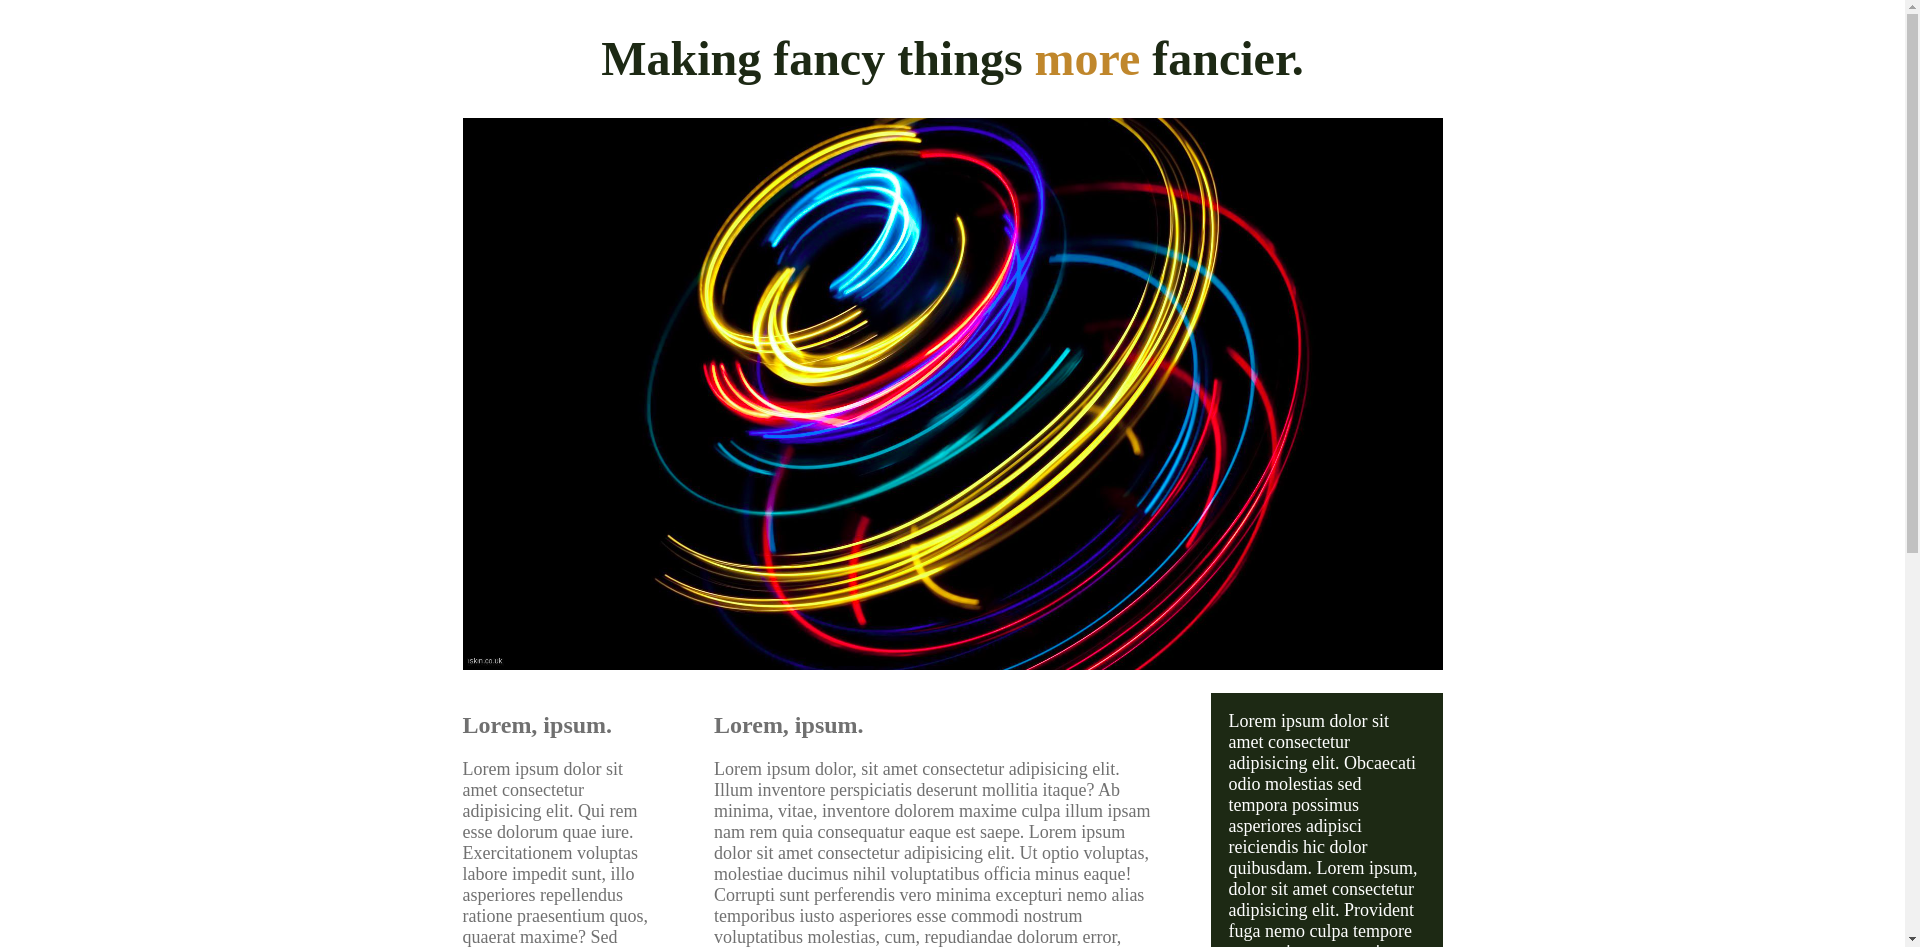 Making fancy things more fancier.
iskin.co.uk
Lorem, ipsum.
Lorem ipsum dolor sit
amet consectetur
adipisicing elit. Qui rem
esse dolorum quae iure.
Exercitationem voluptas
labore impedit sunt, illo
asperiores repellendus
ratione praesentium quos,
quaerat maxime? Sed
Lorem, ipsum.
Lorem ipsum dolor, sit amet consectetur adipisicing elit.
Illum inventore perspiciatis deserunt mollitia itaque? Ab
minima, vitae, inventore dolorem maxime culpa illum ipsam
nam rem quia consequatur eaque est saepe. Lorem ipsum
dolor sit amet consectetur adipisicing elit. Ut optio voluptas,
molestiae ducimus nihil voluptatibus officia minus eaque!
Corrupti sunt perferendis vero minima excepturi nemo alias
temporibus iusto asperiores esse commodi nostrum
voluptatibus molestias, cum, repudiandae dolorum error,
Lorem ipsum dolor sit
amet consectetur
adipisicing elit. Obcaecati
odio molestias sed
tempora possimus
asperiores adipisci
reiciendis hic dolor
quibusdam. Lorem ipsum,
dolor sit amet consectetur
adipisicing elit. Provident
fuga nemo culpa tempore